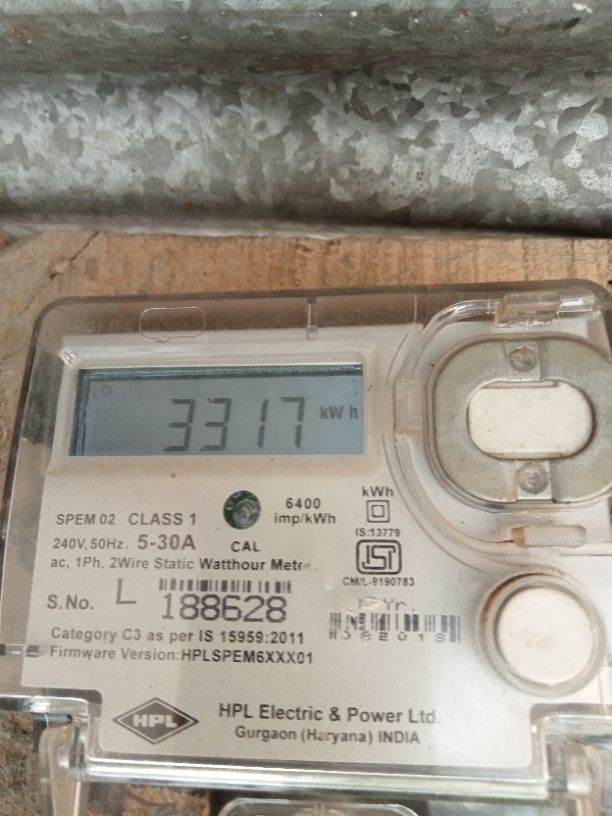 3317 kWh
SPEM 02 CLASS 1
6400
imp/kWh
kWh
IS:13779
240V, 50Hz, 5-30A
CAL
ac, 1Ph, 2Wire Static Watthour Meter
CM/L-9190783
S.No. L 188628
Yr.
Category C3 as per IS 15959:2011
Firmware Version:HPLSPEM6XXX01
HPL
HPL Electric & Power Ltd.
Gurgaon (Haryana) INDIA